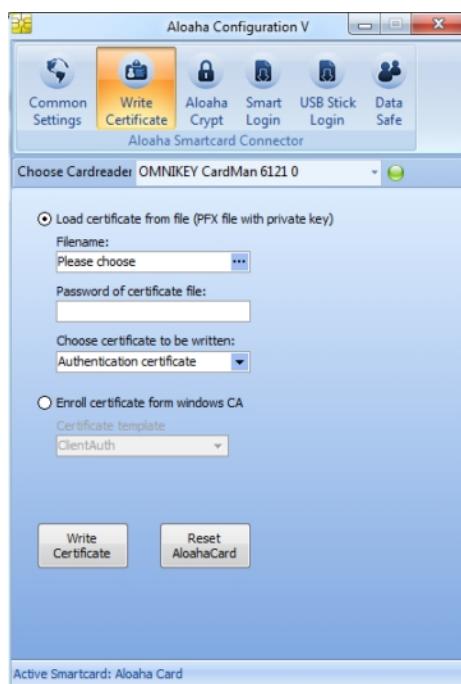 Aloaha Configuration V
Common Settings
Write Certificate
Aloaha Crypt
Smart Login
USB Stick Login
Data Safe
Aloaha Smartcard Connector
Choose Cardreader OMNIKEY CardMan 6121 0
Load certificate from file (PFX file with private key)
Filename:
Please choose ...
Password of certificate file:
Choose certificate to be written:
Authentication certificate
Enroll certificate form windows CA
Certificate template
ClientAuth
Write Certificate
Reset AloahaCard
Active Smartcard: Aloaha Card